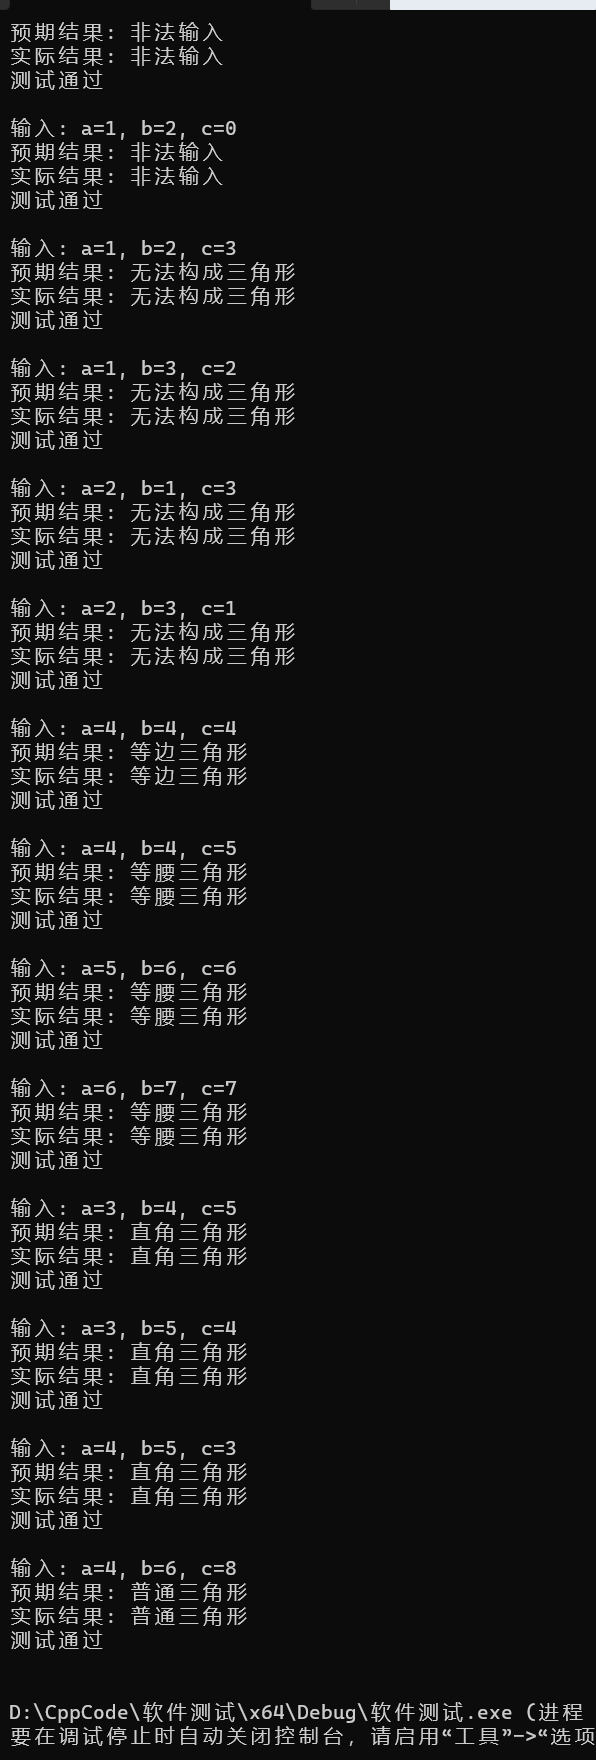 预期结果: 非法输入
实际结果: 非法输入
测试通过
输入: a=1, b=2, c=0
预期结果: 非法输入
实际结果: 非法输入
测试通过
输入: a=1, b=2, c=3
预期结果: 无法构成三角形
实际结果: 无法构成三角形
测试通过
输入: a=1, b=3, c=2
预期结果: 无法构成三角形
实际结果: 无法构成三角形
测试通过
输入: a=2, b=1, c=3
预期结果: 无法构成三角形
实际结果: 无法构成三角形
测试通过
输入: a=2, b=3, c=1
预期结果: 无法构成三角形
实际结果: 无法构成三角形
测试通过
输入: a=4, b=4, c=4
预期结果: 等边三角形
实际结果: 等边三角形
测试通过
输入: a=4, b=4, c=5
预期结果: 等腰三角形
实际结果: 等腰三角形
测试通过
输入: a=5, b=6, c=6
预期结果: 等腰三角形
实际结果: 等腰三角形
测试通过
输入: a=6, b=7, c=7
预期结果: 等腰三角形
实际结果: 等腰三角形
测试通过
输入: a=3, b=4, c=5
预期结果: 直角三角形
实际结果: 直角三角形
测试通过
输入: a=3, b=5, c=4
预期结果: 直角三角形
实际结果: 直角三角形
测试通过
输入: a=4, b=5, c=3
预期结果: 直角三角形
实际结果: 直角三角形
测试通过
输入: a=4, b=6, c=8
预期结果: 普通三角形
实际结果: 普通三角形
测试通过
D:\CppCode\软件测试\x64\Debug\软件测试.exe (进程
要在调试停止时自动关闭控制台, 请启用“工具”->“选项